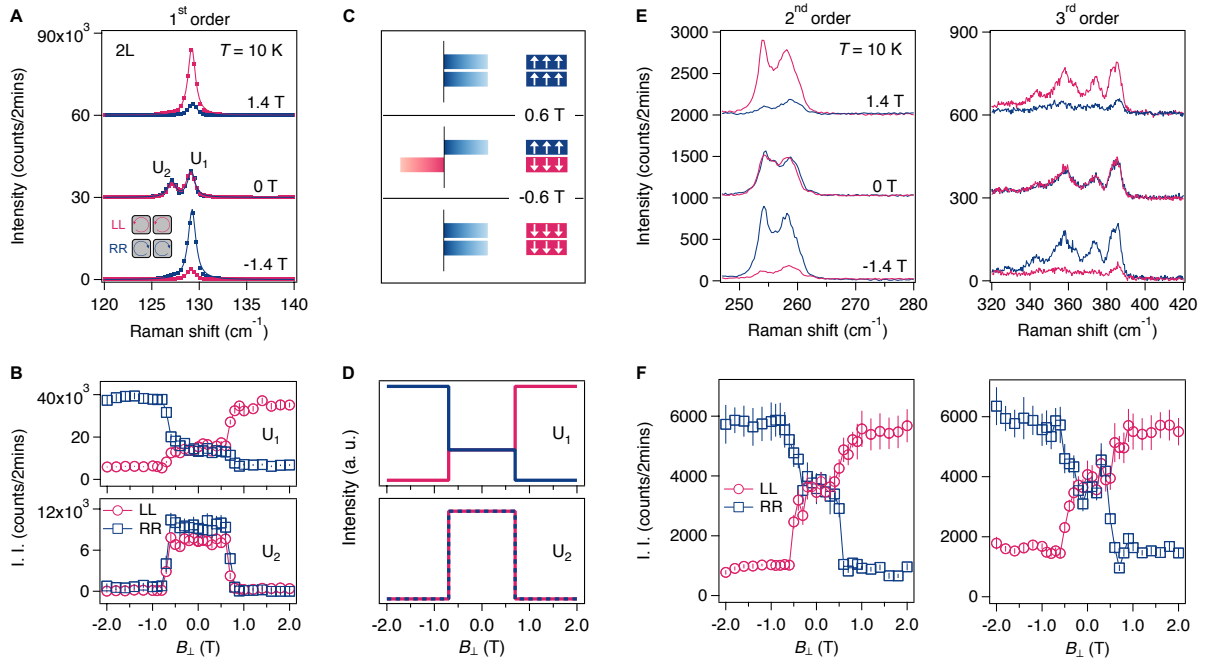 A
1st order
Intensity (counts/2mins)
90x10³
60
30
0
2L
T = 10 K
1.4 T
U₂
U₁
0 T
LL
RR
-1.4 T
120
125
130
135
140
Raman shift (cm⁻¹)
C
0.6 T
-0.6 T
E
2nd order
Intensity (counts/2mins)
3000
2500
2000
1500
1000
500
0
T = 10 K
1.4 T
0 T
-1.4 T
250
260
270
280
Raman shift (cm⁻¹)
3rd order
900
600
300
0
320
340
360
380
400
420
Raman shift (cm⁻¹)
B
I. I. (counts/2mins)
40x10³
20
0
U₁
12x10³
6
0
LL
RR
U₂
-2.0
-1.0
0.0
1.0
2.0
B⊥ (T)
D
Intensity (a. u.)
U₁
U₂
-2.0
-1.0
0.0
1.0
2.0
B⊥ (T)
F
I. I. (counts/2mins)
6000
4000
2000
0
LL
RR
-2.0
-1.0
0.0
1.0
2.0
B⊥ (T)
6000
4000
2000
0
LL
RR
-2.0
-1.0
0.0
1.0
2.0
B⊥ (T)